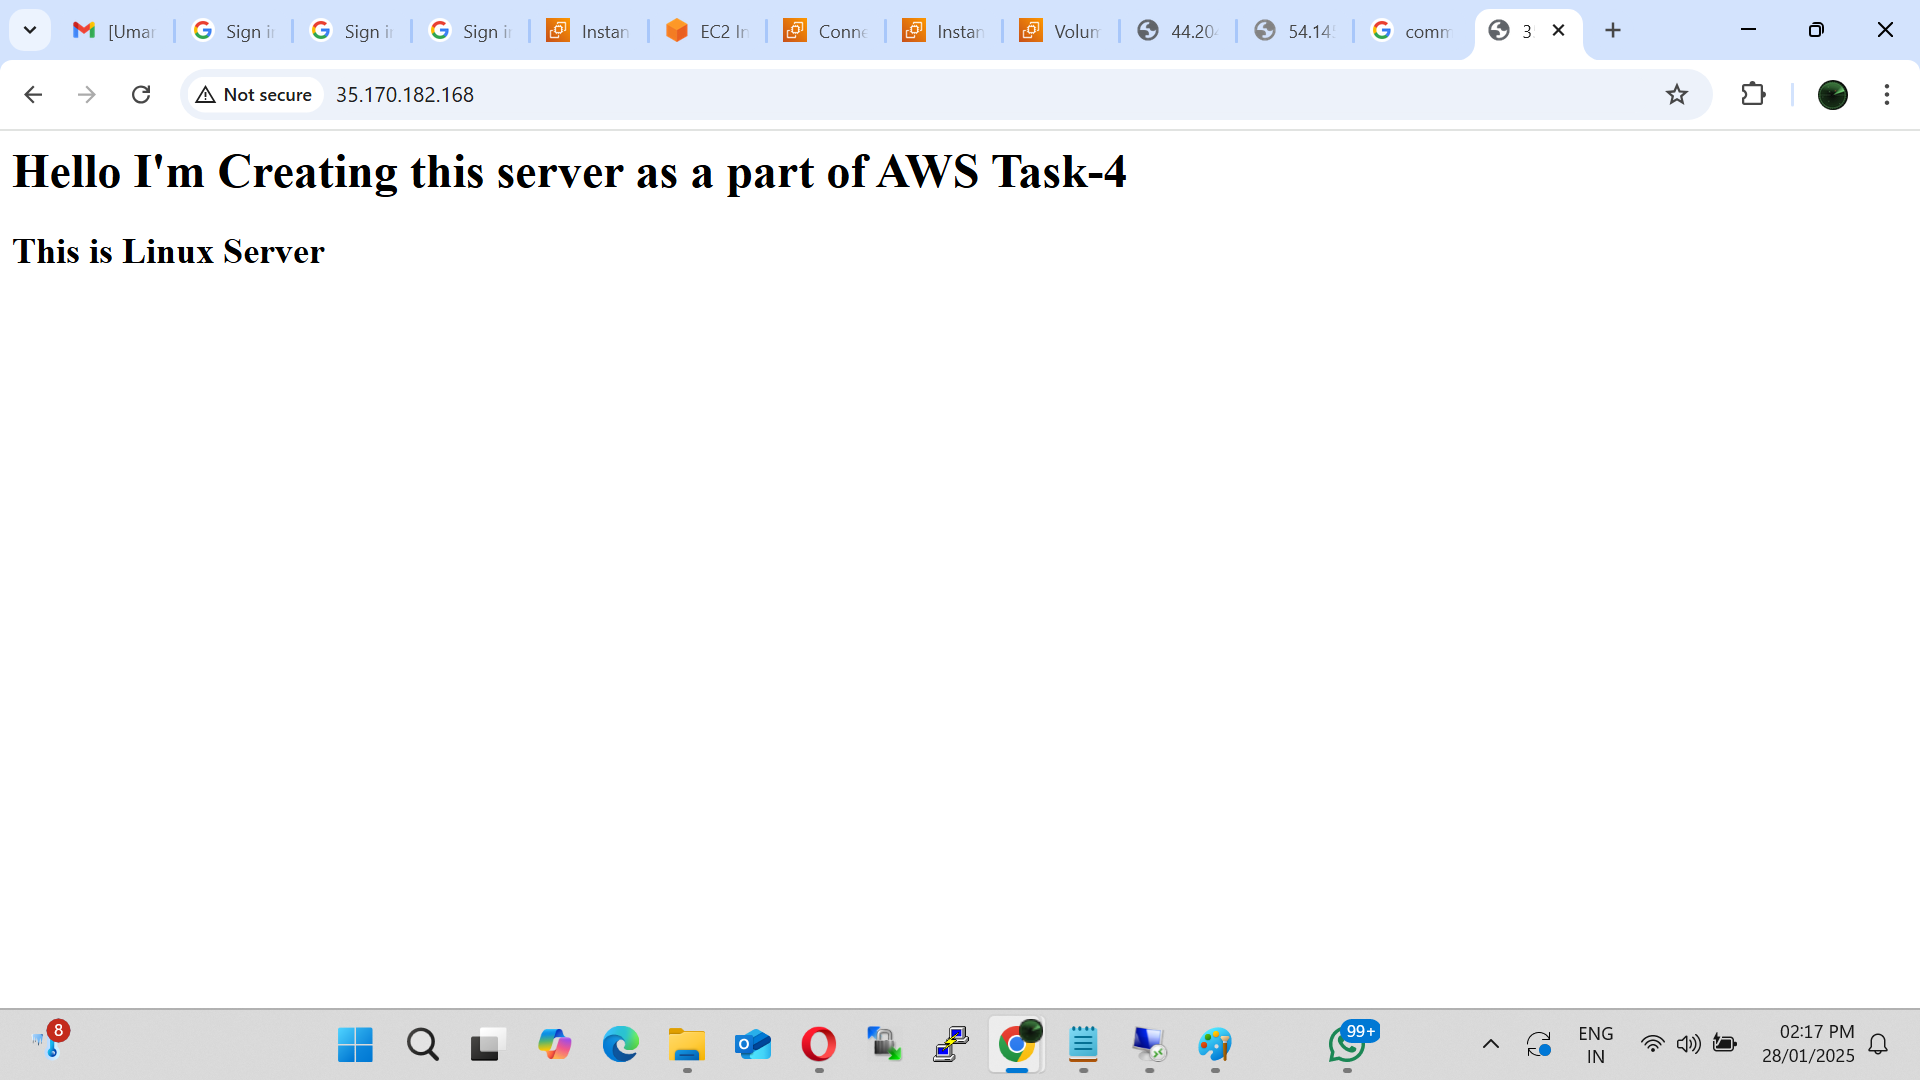 [Umar
Sign in
Sign in
Sign in
Instan
EC2 In
Conne
Instan
Volum
44.20
54.145
comm
3
Not secure
35.170.182.168
Hello I'm Creating this server as a part of AWS Task-4
This is Linux Server
8
99+
ENG
IN
02:17 PM
28/01/2025